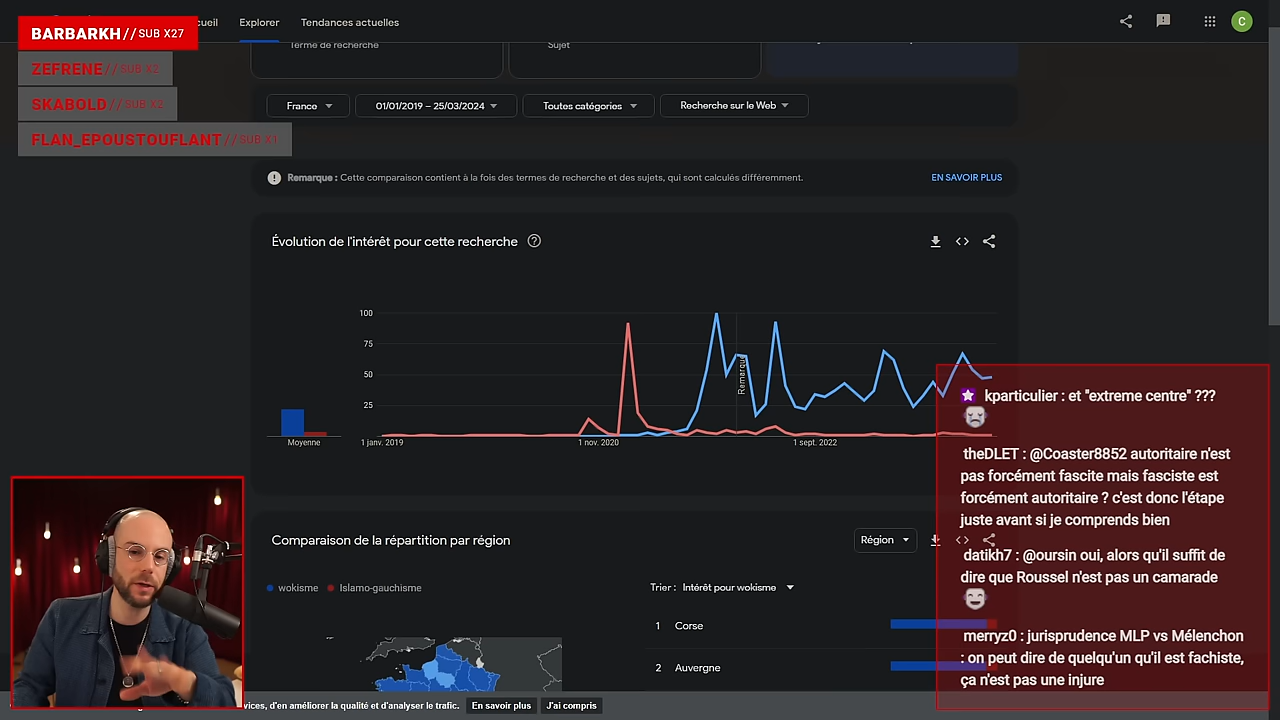 BARBARKH // SUB X27
ZEFRENE // SUB X2
SKABOLD // SUB X2
FLAN_EPOUSTOUFLANT // SUB X1
cueil
Explorer
Tendances actuelles
C
Terme de recherche
Sujet
France
01/01/2019 – 25/03/2024
Toutes catégories
Recherche sur le Web
Remarque : Cette comparaison contient à la fois des termes de recherche et des sujets, qui sont calculés différemment.
EN SAVOIR PLUS
Évolution de l'intérêt pour cette recherche
100
75
50
25
Remarque
Moyenne
1 janv. 2019
1 nov. 2020
1 sept. 2022
Comparaison de la répartition par région
Région
wokisme
Islamo-gauchisme
Trier : Intérêt pour wokisme
1 Corse
2 Auvergne
kparticulier : et "extreme centre" ???
theDLET : @Coaster8852 autoritaire n'est
pas forcément fascite mais fasciste est
forcément autoritaire ? c'est donc l'étape
juste avant si je comprends bien
datikh7 : @oursin oui, alors qu'il suffit de
dire que Roussel n'est pas un camarade
merryz0 : jurisprudence MLP vs Mélenchon
: on peut dire de quelqu'un qu'il est fachiste,
ça n'est pas une injure
vices, d'en améliorer la qualité et d'analyser le trafic.
En savoir plus
J'ai compris